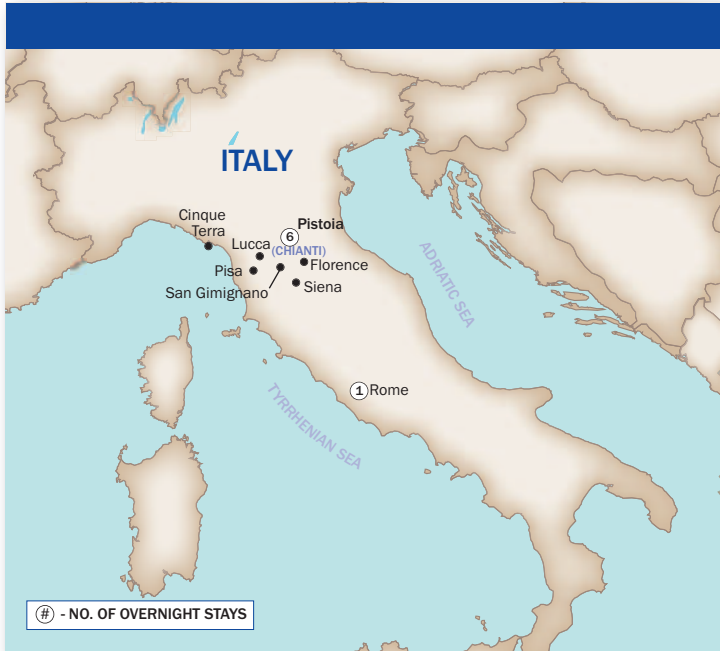 ITALY
Cinque
Terra
Pistoia
6
Lucca
(CHIANTI)
Florence
Pisa
San Gimignano
Siena
ADRIATIC SEA
TYRRHENIAN SEA
1 Rome
# - NO. OF OVERNIGHT STAYS